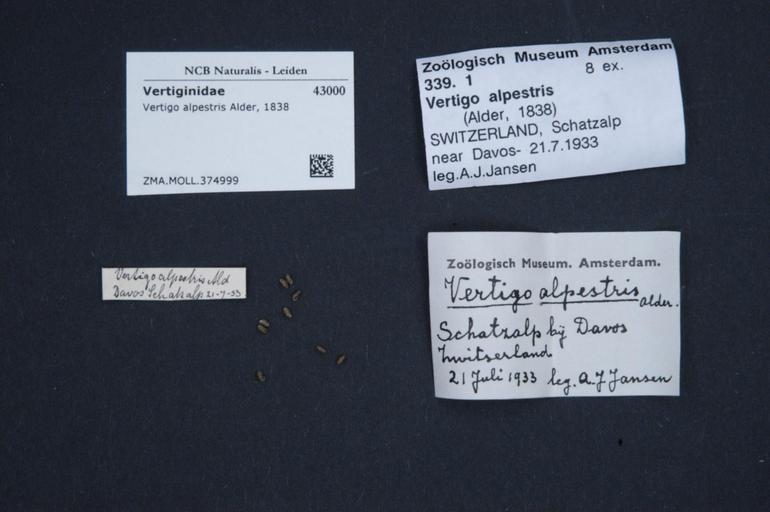 NCB Naturalis - Leiden
Vertiginidae 43000
Vertigo alpestris Alder, 1838
ZMA.MOLL.374999
Zoölogisch Museum Amsterdam
339. 1 8 ex.
Vertigo alpestris
(Alder, 1838)
SWITZERLAND, Schatzalp
near Davos- 21.7.1933
leg.A.J.Jansen
Vertigo alpestris Ald
Davos Schatzalp 21-7-33
Zoölogisch Museum. Amsterdam.
Vertigo alpestris Alder.
Schatzalp bij Davos
Zwitserland
21 Juli 1933 leg. A.J Jansen